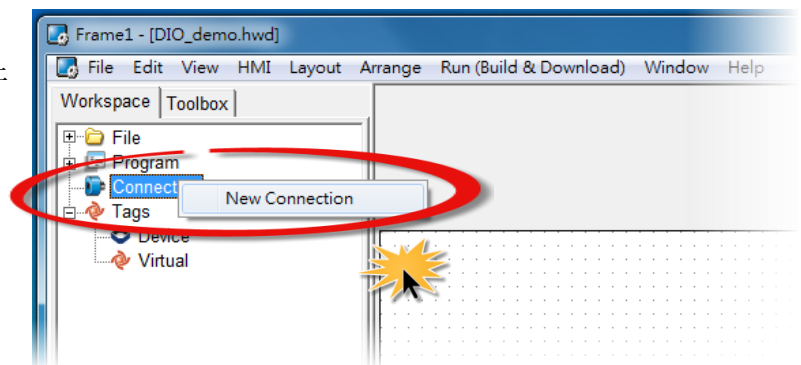 Frame1 - [DIO_demo.hwd]
File Edit View HMI Layout Arrange Run (Build & Download) Window Help
Workspace Toolbox
File
Program
Connect
New Connection
Tags
Device
Virtual